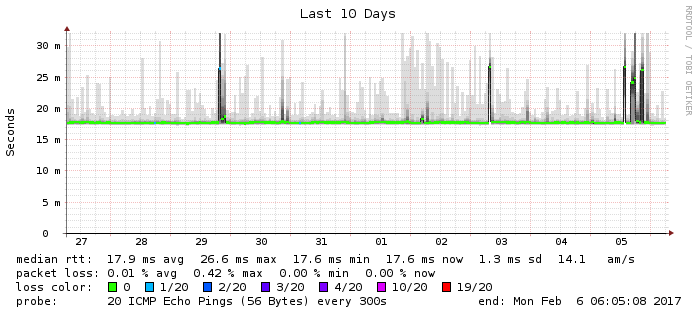 Last 10 Days
RRDTOOL / TOBI OETIKER
Seconds
30 m
25 m
20 m
15 m
10 m
5 m
0
27 28 29 30 31 01 02 03 04 05
median rtt: 17.9 ms avg 26.6 ms max 17.6 ms min 17.6 ms now 1.3 ms sd 14.1 am/s
packet loss: 0.01 % avg 0.42 % max 0.00 % min 0.00 % now
loss color: 0 1/20 2/20 3/20 4/20 10/20 19/20
probe: 20 ICMP Echo Pings (56 Bytes) every 300s end: Mon Feb 6 06:05:08 2017